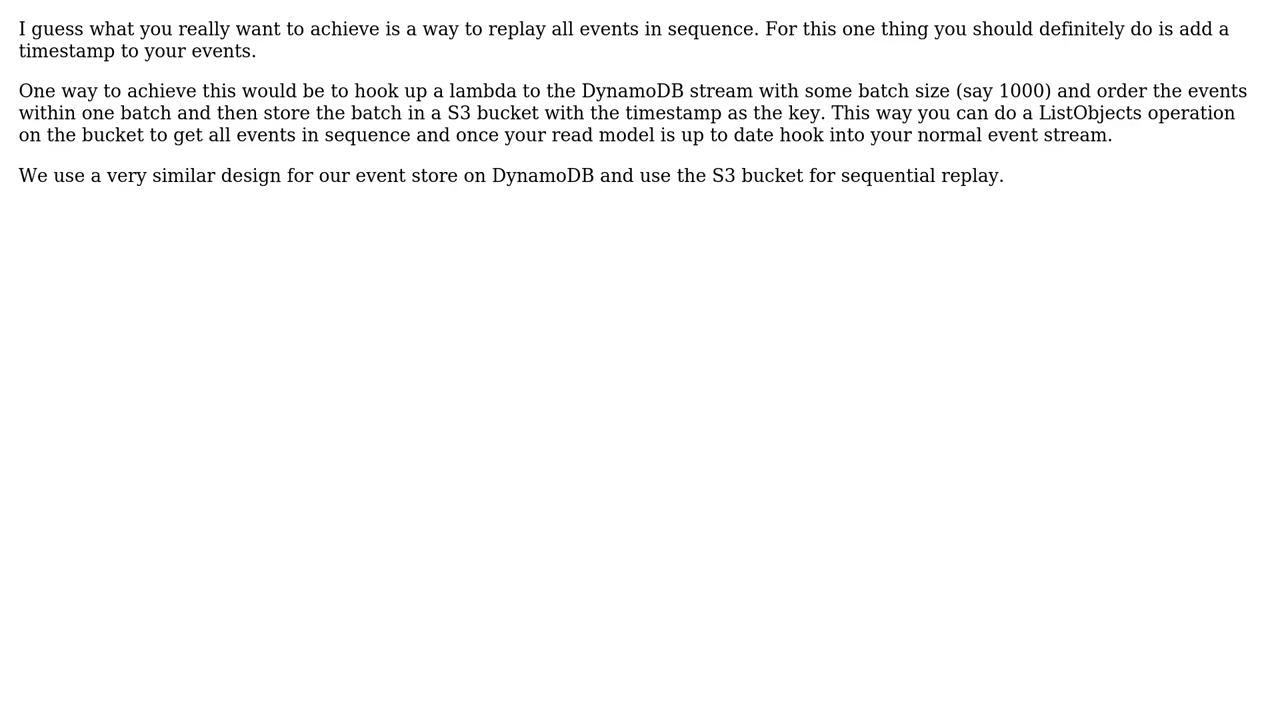 I guess what you really want to achieve is a way to replay all events in sequence. For this one thing you should definitely do is add a
timestamp to your events.
One way to achieve this would be to hook up a lambda to the DynamoDB stream with some batch size (say 1000) and order the events
within one batch and then store the batch in a S3 bucket with the timestamp as the key. This way you can do a ListObjects operation
on the bucket to get all events in sequence and once your read model is up to date hook into your normal event stream.
We use a very similar design for our event store on DynamoDB and use the S3 bucket for sequential replay.